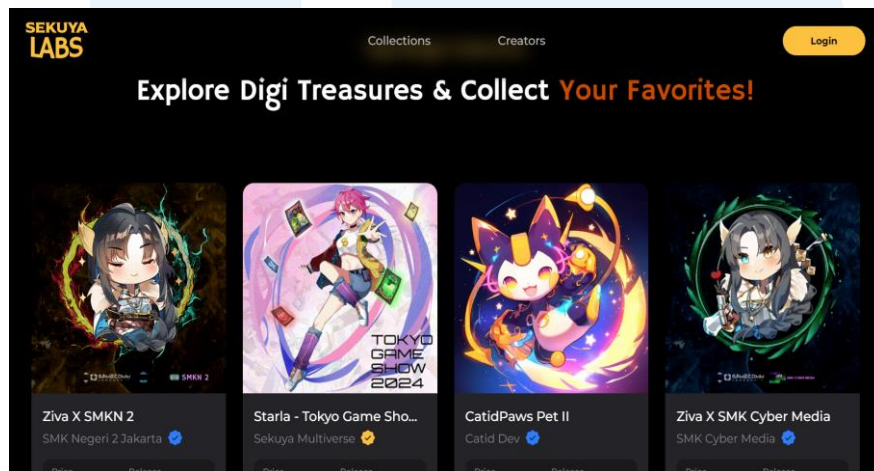 SEKUYA
LABS
Collections
Creators
Login
Explore Digi Treasures & Collect Your Favorites!
SMKN 2
TOKYO
GAME
SHOW
2024
Ziva X SMKN 2
SMK Negeri 2 Jakarta
Starla - Tokyo Game Sho...
Sekuya Multiverse
CatidPaws Pet II
Catid Dev
Ziva X SMK Cyber Media
SMK Cyber Media